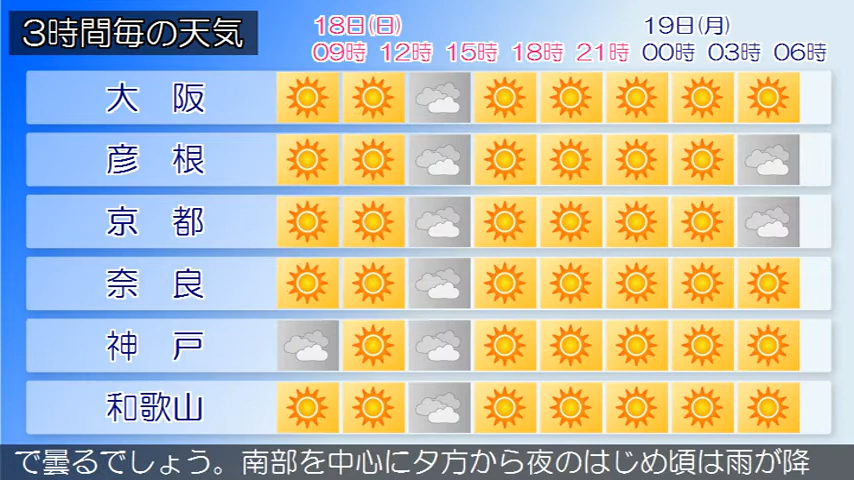 3時間毎の天気
18日(日) 19日(月)
09時 12時 15時 18時 21時 00時 03時 06時
大阪
彦根
京都
奈良
神戸
和歌山
で曇るでしょう。南部を中心に夕方から夜のはじめ頃は雨が降